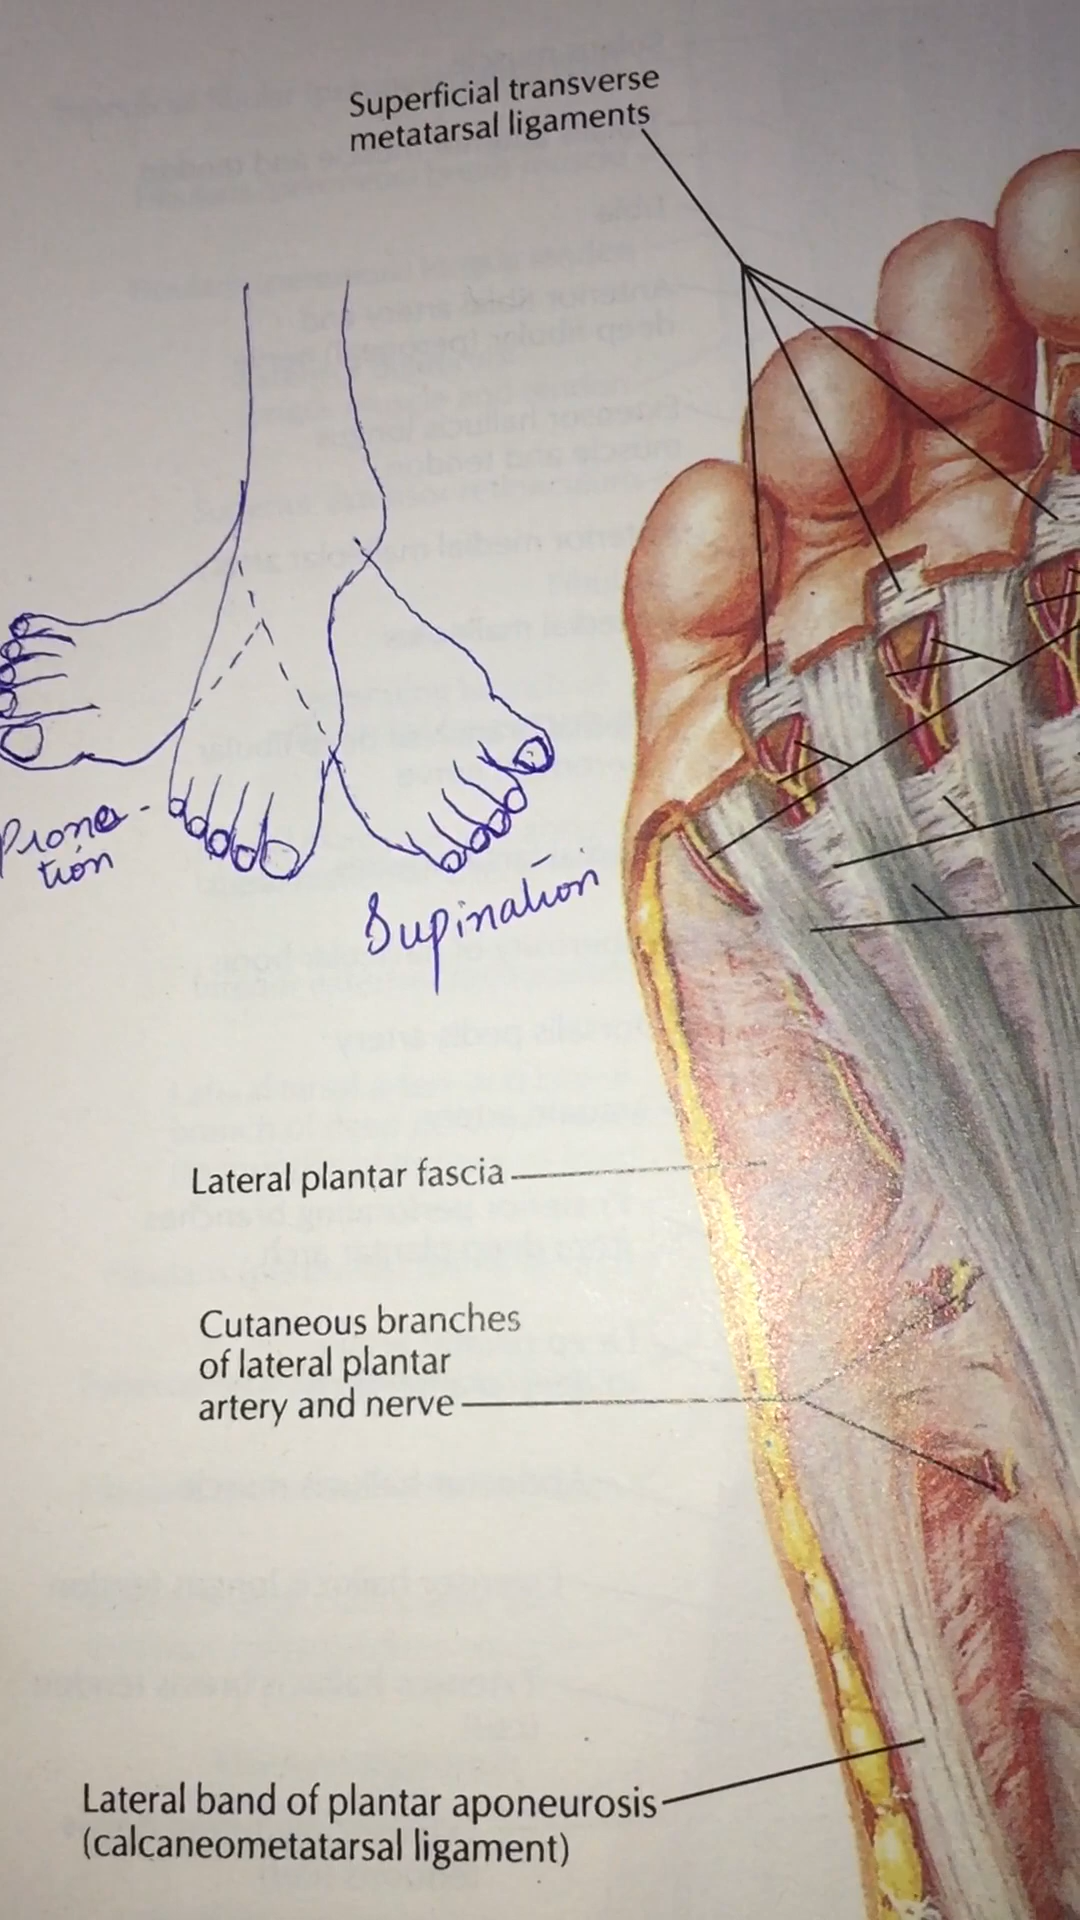 Superficial transverse
metatarsal ligaments
Prona-
tion
Supination
Lateral plantar fascia
Cutaneous branches
of lateral plantar
artery and nerve
Lateral band of plantar aponeurosis
(calcaneometatarsal ligament)